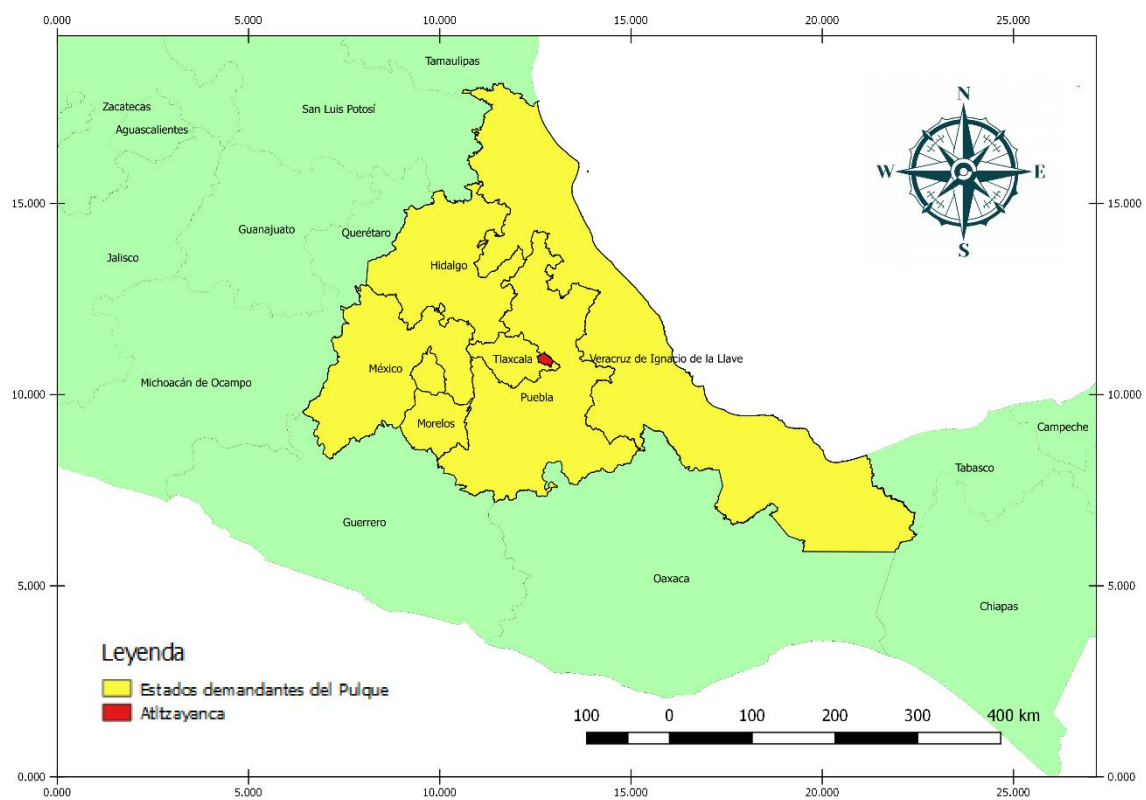 0.000 5.000 10.000 15.000 20.000 25.000
Tamaulipas
Zacatecas
San Luis Potosí
Aguascalientes
N
W E
S
15.000 15.000
Guanajuato
Querétaro
Jalisco
Hidalgo
Tlaxcala
Veracruz de Ignacio de la Llave
México
Michoacán de Ocampo
Puebla
10.000 10.000
Morelos
Campeche
Tabasco
Guerrero
Oaxaca
5.000 5.000
Chiapas
Leyenda
Estados demandantes del Pulque
Atltzayanca
100 0 100 200 300 400 km
0.000 0.000
0.000 5.000 10.000 15.000 20.000 25.000